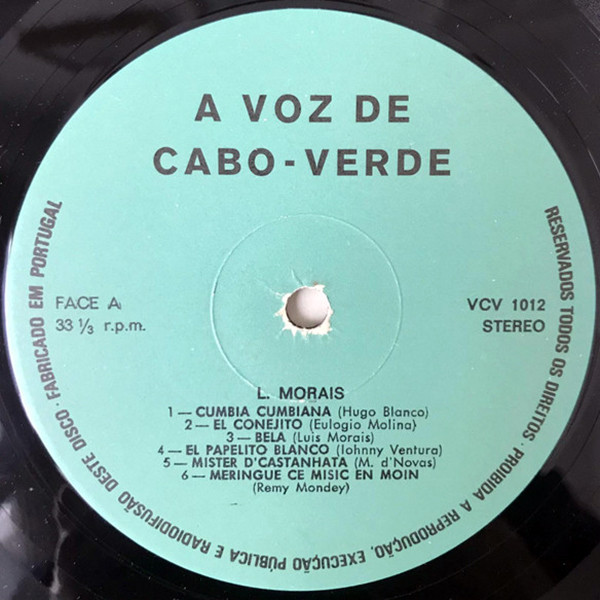 A VOZ DE
CABO-VERDE
FACE A
33 1/3 r.p.m.
VCV 1012
STEREO
L. MORAIS
1 — CUMBIA CUMBIANA (Hugo Blanco)
2 — EL CONEJITO (Eulogio Molina)
3 — BELA (Luis Morais)
4 — EL PAPELITO BLANCO (Iohnny Ventura)
5 — MISTER D'CASTANHATA (M. d'Novas)
6 — MERINGUE CE MISIC EN MOIN
(Remy Mondey)
RESERVADOS TODOS OS DIREITOS · PROIBIDA A REPRODUÇÃO, EXECUÇÃO PÚBLICA E RADIODIFUSÃO DESTE DISCO · FABRICADO EM PORTUGAL